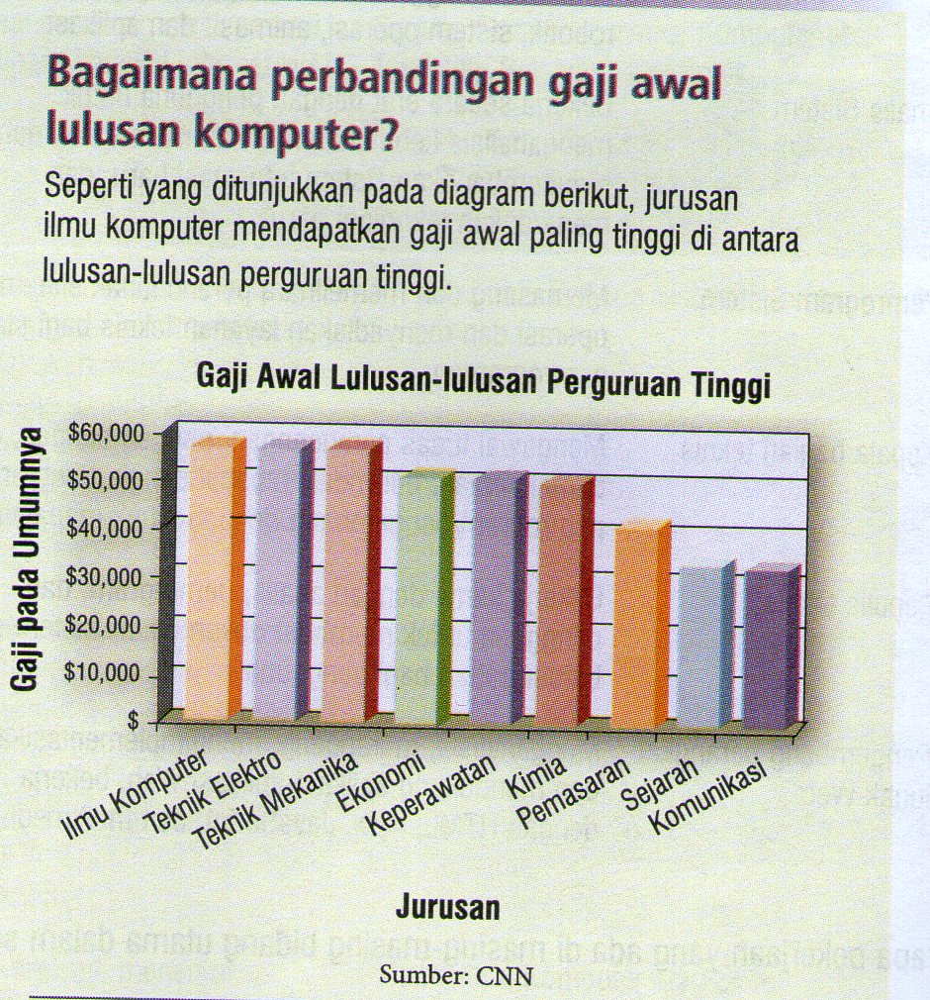 Bagaimana perbandingan gaji awal
lulusan komputer?
Seperti yang ditunjukkan pada diagram berikut, jurusan
ilmu komputer mendapatkan gaji awal paling tinggi di antara
lulusan-lulusan perguruan tinggi.
Gaji Awal Lulusan-lulusan Perguruan Tinggi
Gaji pada Umumnya
$60,000
$50,000
$40,000
$30,000
$20,000
$10,000
$
Ilmu Komputer
Teknik Elektro
Teknik Mekanika
Ekonomi
Keperawatan
Kimia
Pemasaran
Sejarah
Komunikasi
Jurusan
Sumber: CNN